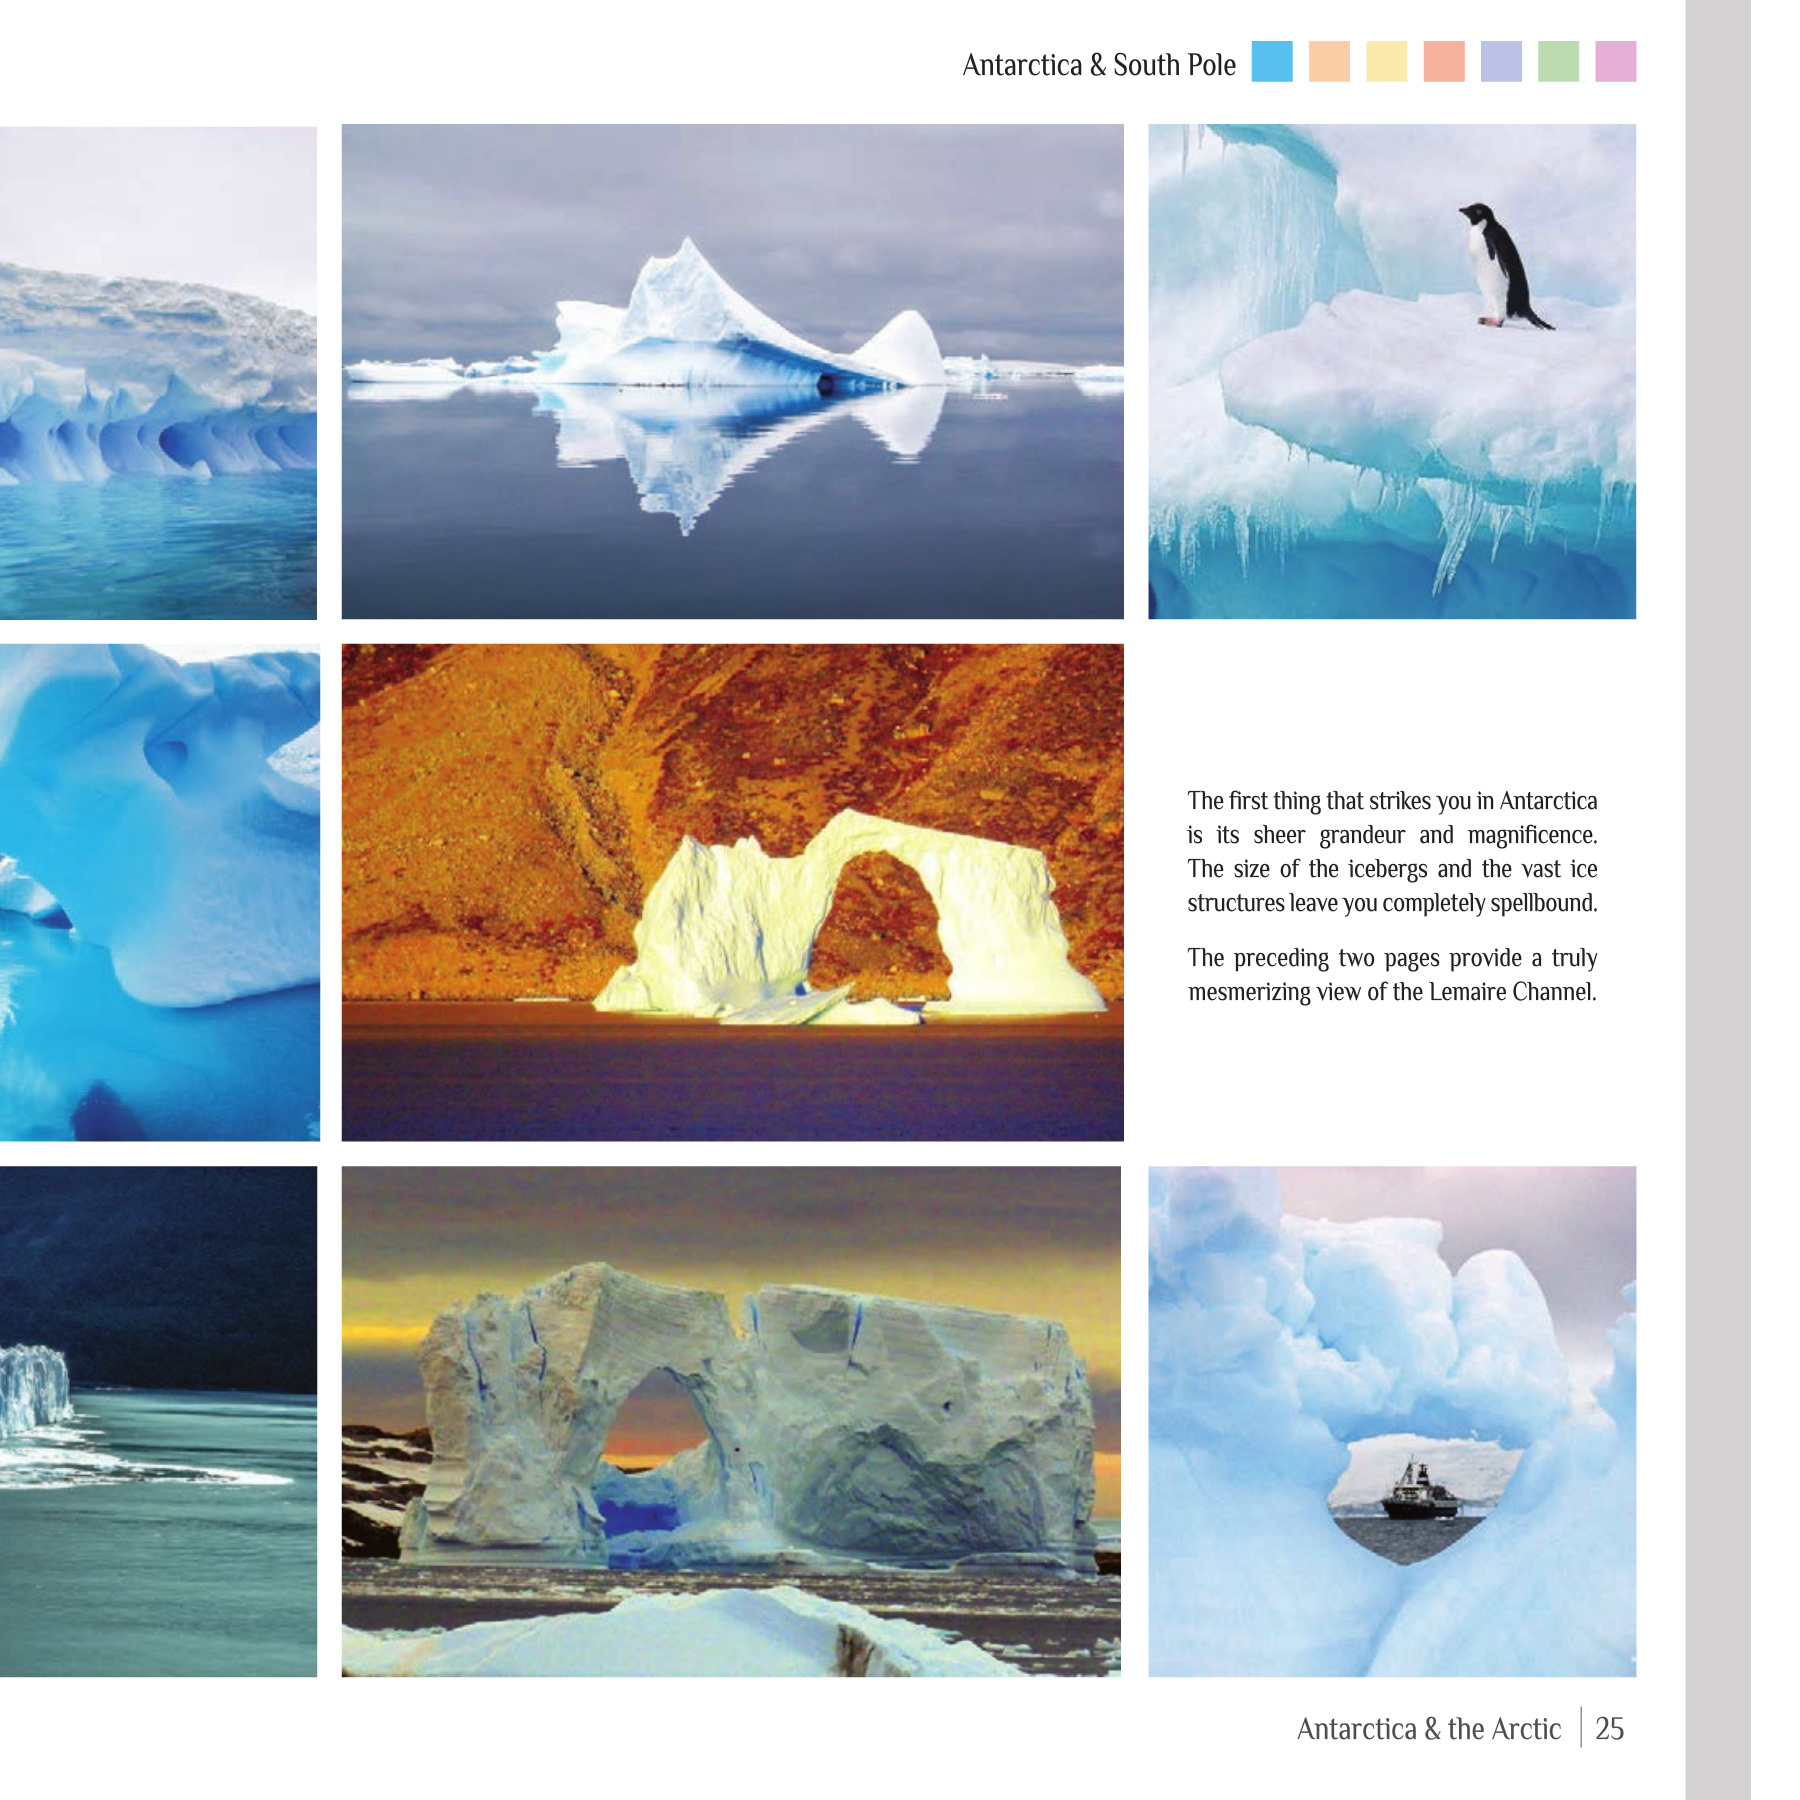 Antarctica & South Pole
The first thing that strikes you in Antarctica
is its sheer grandeur and magnificence.
The size of the icebergs and the vast ice
structures leave you completely spellbound.
The preceding two pages provide a truly
mesmerizing view of the Lemaire Channel.
Antarctica & the Arctic 25